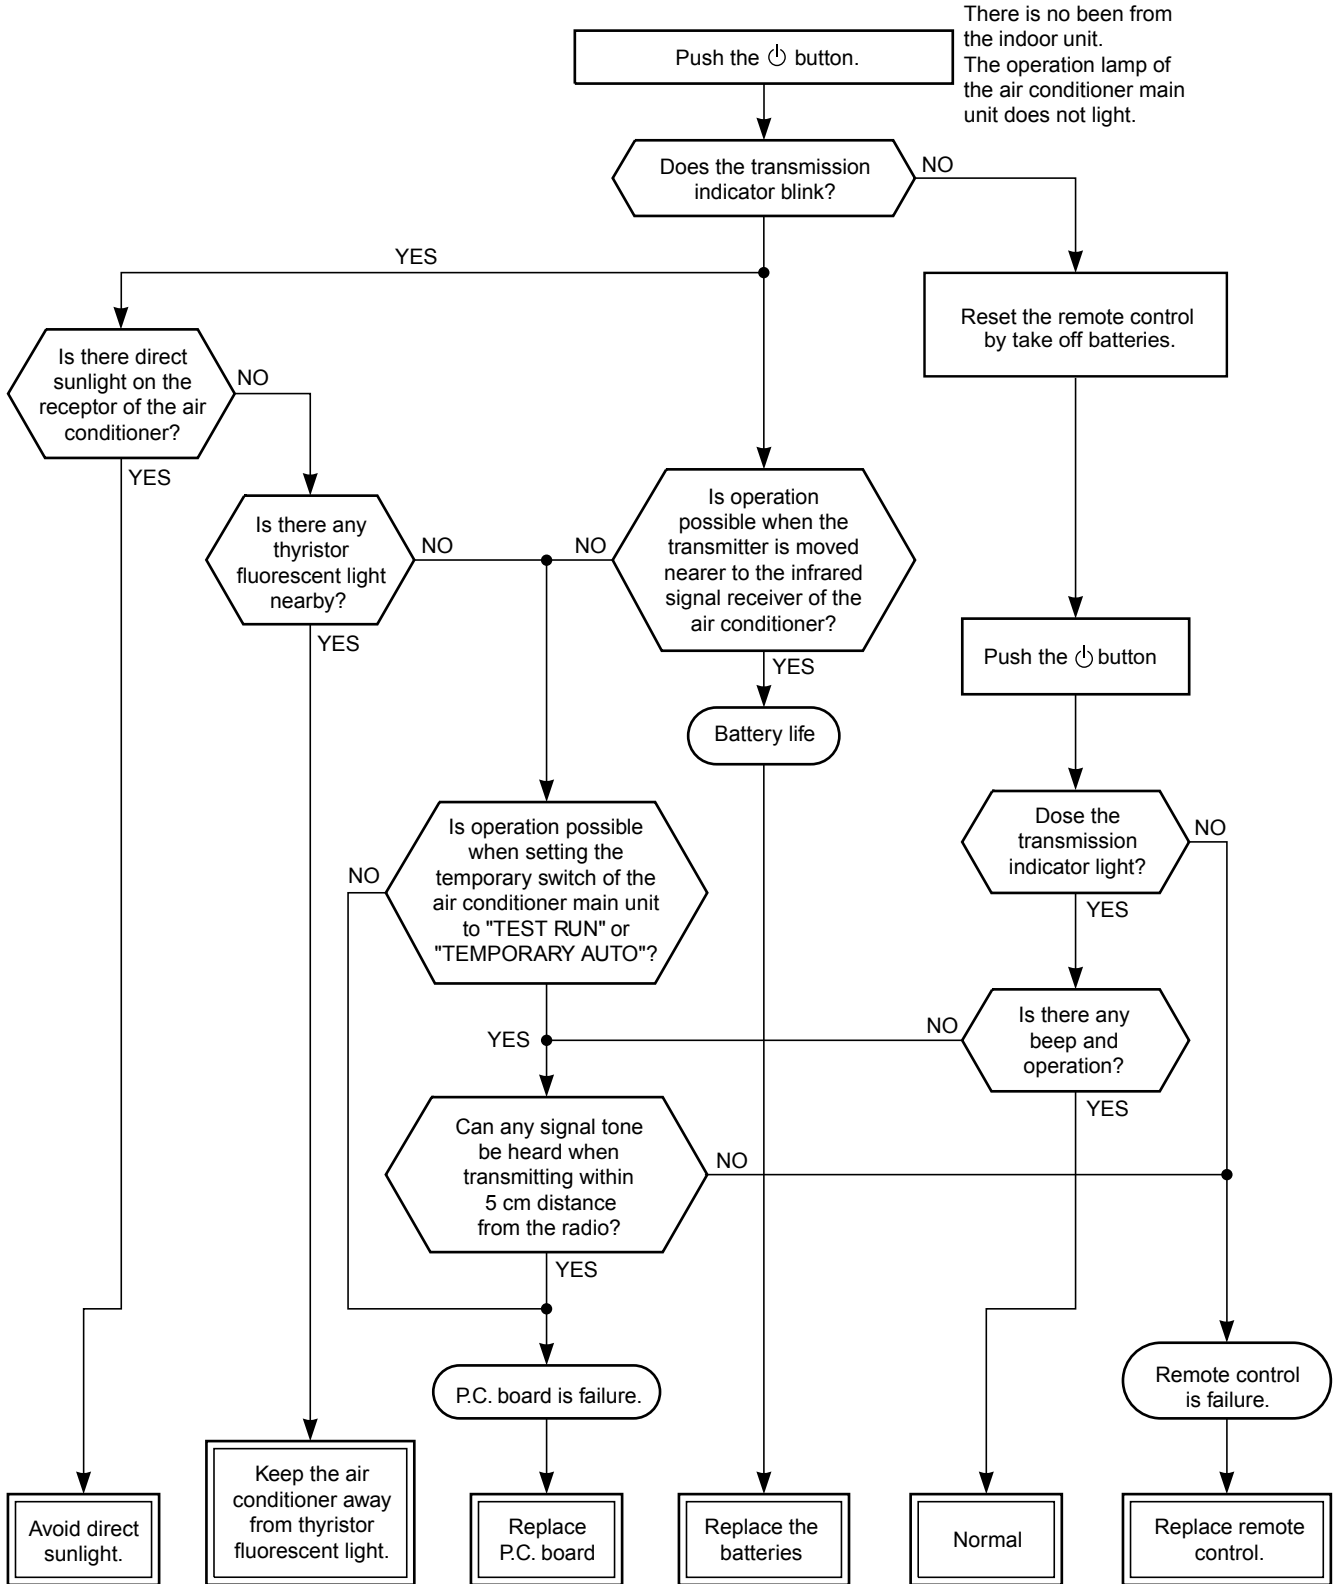 There is no been from
the indoor unit.
The operation lamp of
the air conditioner main
unit does not light.
Push the ⏻ button.
Does the transmission
indicator blink?
NO
YES
Reset the remote control
by take off batteries.
Is there direct
sunlight on the
receptor of the air
conditioner?
NO
YES
Is there any
thyristor
fluorescent light
nearby?
NO
YES
NO
Is operation
possible when the
transmitter is moved
nearer to the infrared
signal receiver of the
air conditioner?
YES
Push the ⏻ button
Battery life
Is operation possible
when setting the
temporary switch of the
air conditioner main unit
to "TEST RUN" or
"TEMPORARY AUTO"?
NO
YES
Dose the
transmission
indicator light?
NO
YES
Is there any
beep and
operation?
NO
YES
Can any signal tone
be heard when
transmitting within
5 cm distance
from the radio?
NO
YES
P.C. board is failure.
Remote control
is failure.
Avoid direct
sunlight.
Keep the air
conditioner away
from thyristor
fluorescent light.
Replace
P.C. board
Replace the
batteries
Normal
Replace remote
control.